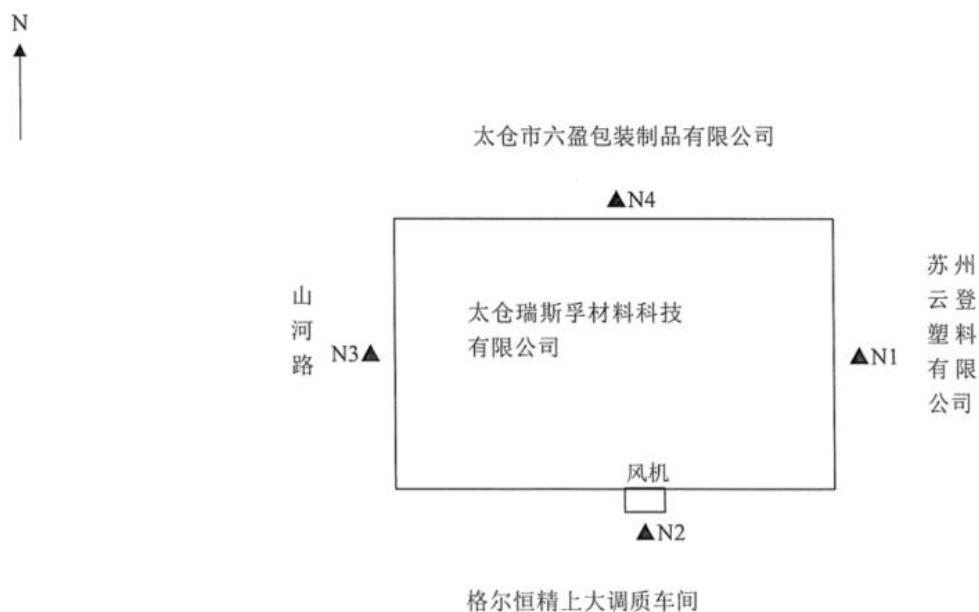 N
太仓市六盈包装制品有限公司
▲N4
苏州
云登
塑料
有限
公司
山
河
路
太仓瑞斯孚材料科技
有限公司
N3▲
▲N1
风机
▲N2
格尔恒精上大调质车间